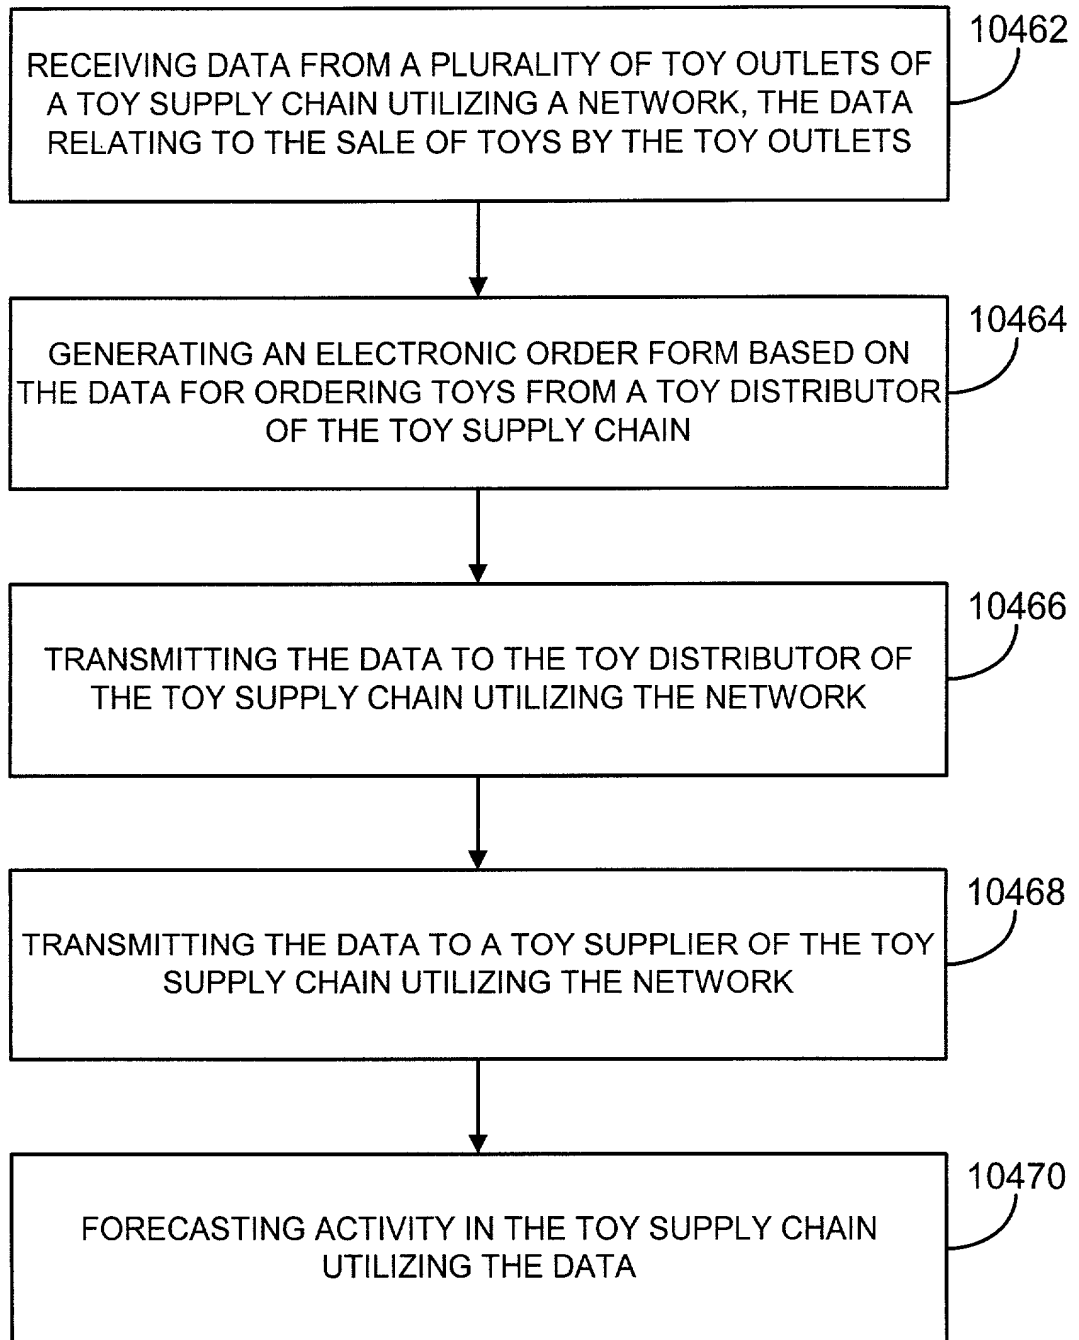 10462
RECEIVING DATA FROM A PLURALITY OF TOY OUTLETS OF
A TOY SUPPLY CHAIN UTILIZING A NETWORK, THE DATA
RELATING TO THE SALE OF TOYS BY THE TOY OUTLETS
10464
GENERATING AN ELECTRONIC ORDER FORM BASED ON
THE DATA FOR ORDERING TOYS FROM A TOY DISTRIBUTOR
OF THE TOY SUPPLY CHAIN
10466
TRANSMITTING THE DATA TO THE TOY DISTRIBUTOR OF
THE TOY SUPPLY CHAIN UTILIZING THE NETWORK
10468
TRANSMITTING THE DATA TO A TOY SUPPLIER OF THE TOY
SUPPLY CHAIN UTILIZING THE NETWORK
10470
FORECASTING ACTIVITY IN THE TOY SUPPLY CHAIN
UTILIZING THE DATA